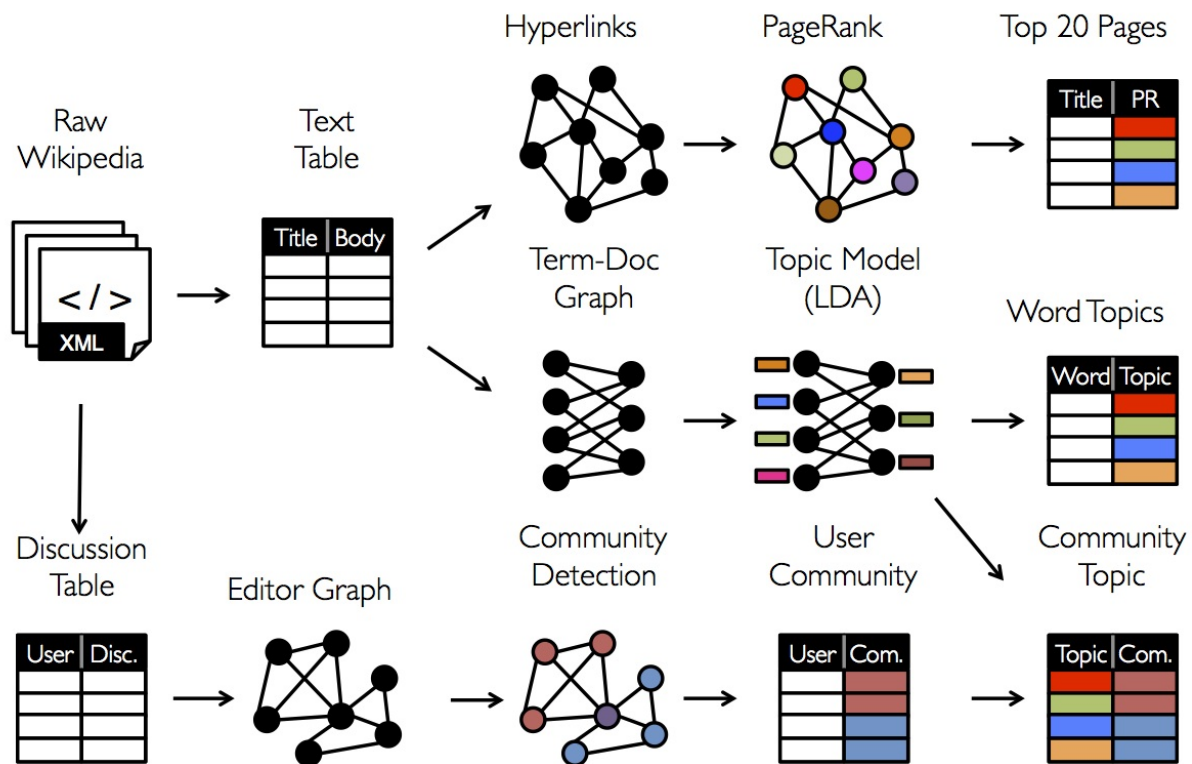 Hyperlinks
PageRank
Top 20 Pages
Raw
Wikipedia
Text
Table
Title PR
Title Body
</>
XML
Term-Doc
Graph
Topic Model
(LDA)
Word Topics
Word Topic
Discussion
Table
Editor Graph
Community
Detection
User
Community
Community
Topic
User Disc.
User Com.
Topic Com.